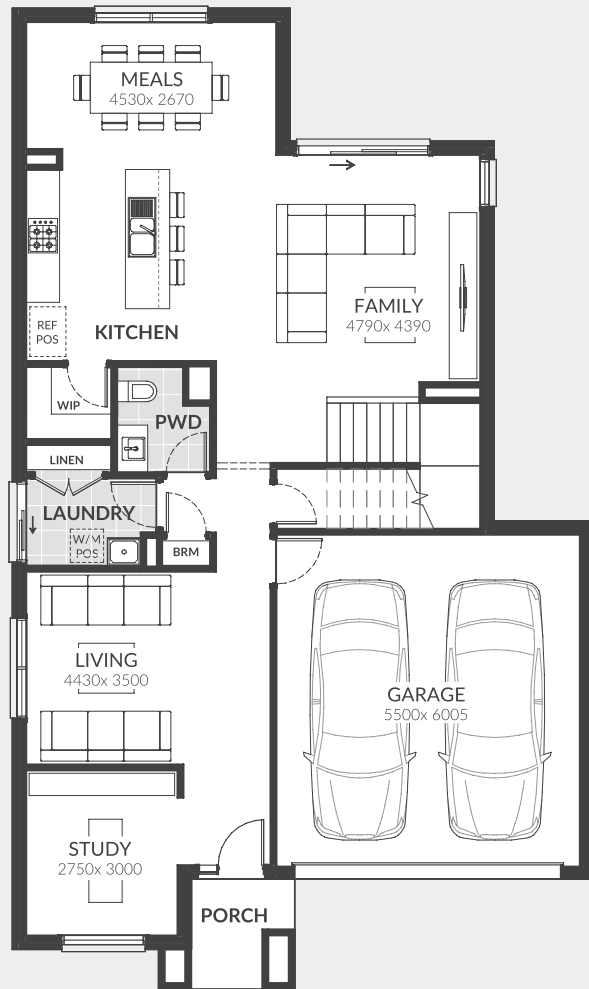 MEALS
4530x 2670
REF
POS
KITCHEN
FAMILY
4790x 4390
WIP
PWD
LINEN
LAUNDRY
W/M
POS
BRM
LIVING
4430x 3500
GARAGE
5500x 6005
STUDY
2750x 3000
PORCH